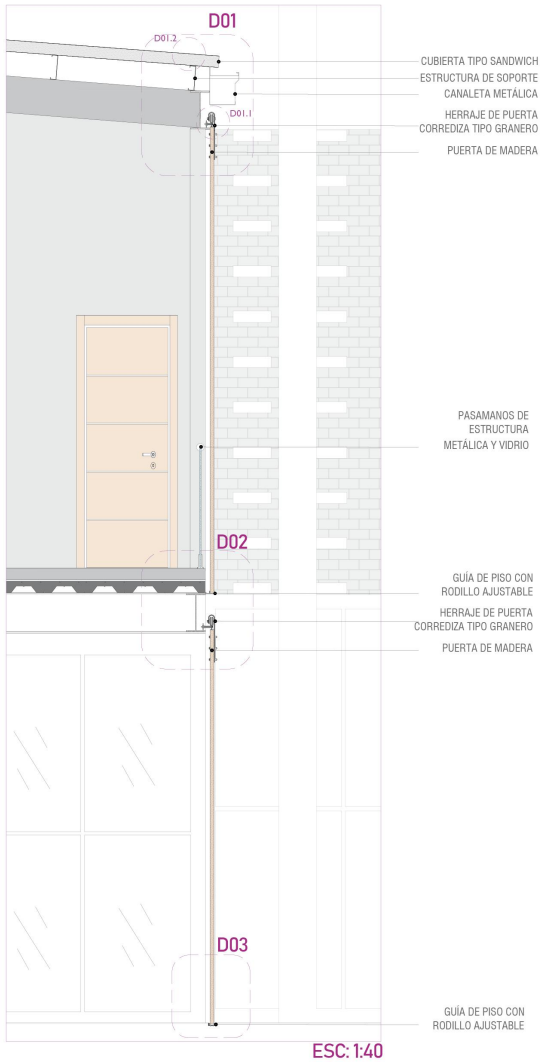 D01
D01.2
CUBIERTA TIPO SANDWICH
ESTRUCTURA DE SOPORTE
CANALETA METÁLICA
D01.1
HERRAJE DE PUERTA
CORREDIZA TIPO GRANERO
PUERTA DE MADERA
PASAMANOS DE
ESTRUCTURA
METÁLICA Y VIDRIO
D02
GUÍA DE PISO CON
RODILLO AJUSTABLE
HERRAJE DE PUERTA
CORREDIZA TIPO GRANERO
PUERTA DE MADERA
D03
GUÍA DE PISO CON
RODILLO AJUSTABLE
ESC: 1:40